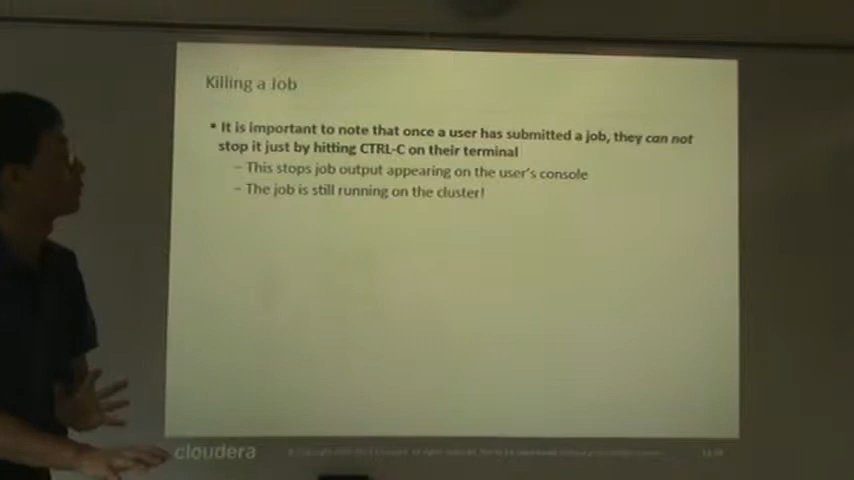 Killing a Job
▪ It is important to note that once a user has submitted a job, they can not
stop it just by hitting CTRL-C on their terminal
– This stops job output appearing on the user's console
– The job is still running on the cluster!
cloudera